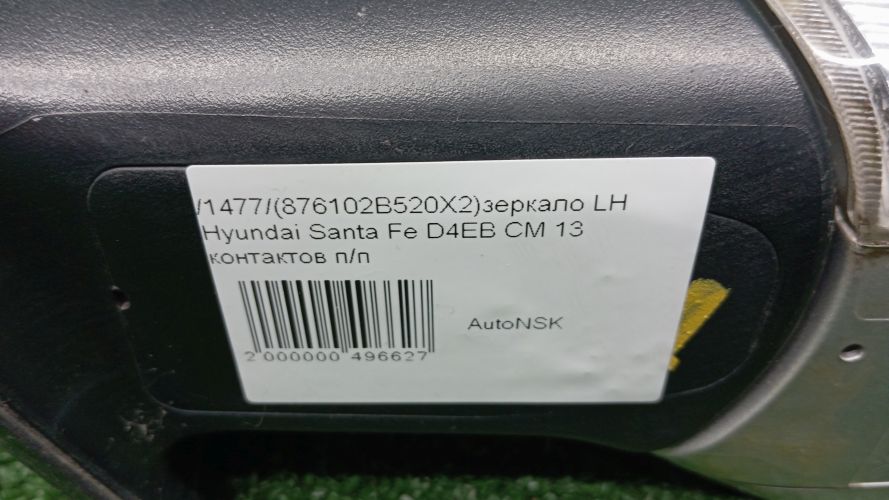 /1477/(876102B520X2)зеркало LH
Hyundai Santa Fe D4EB CM 13
контактов п/п
AutoNSK
2 000000 496627